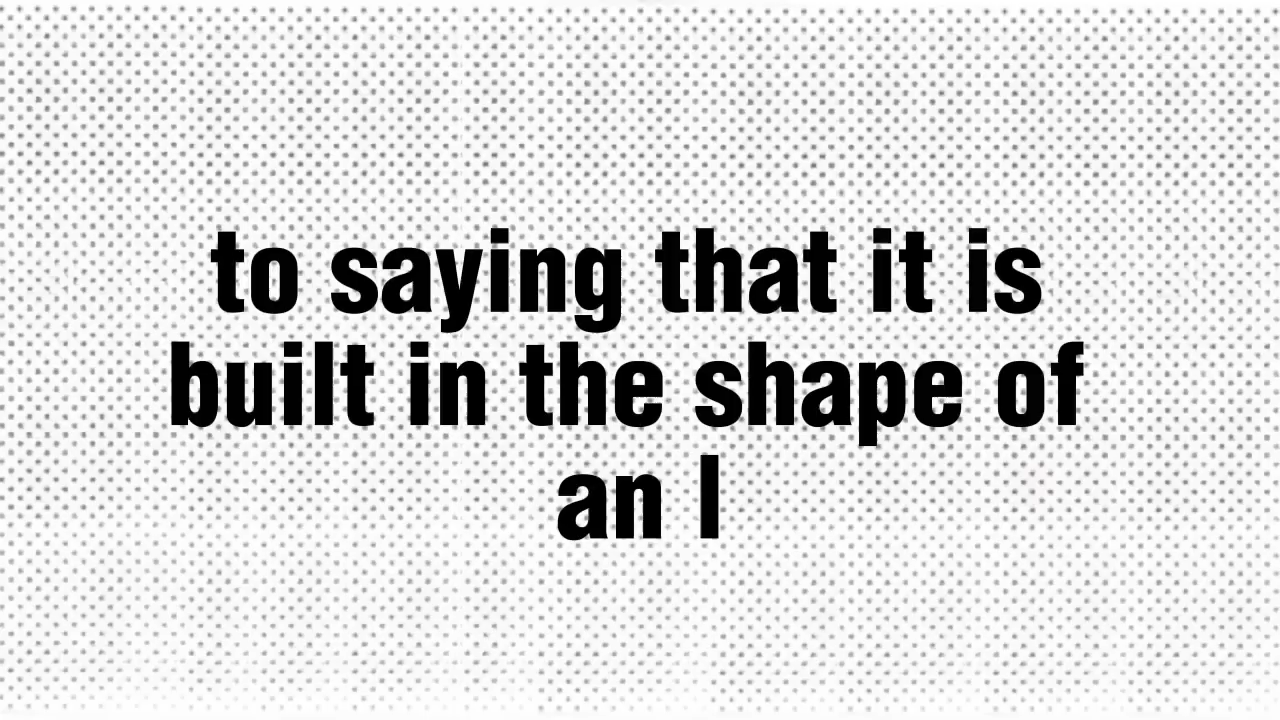 to saying that it is
built in the shape of
an l